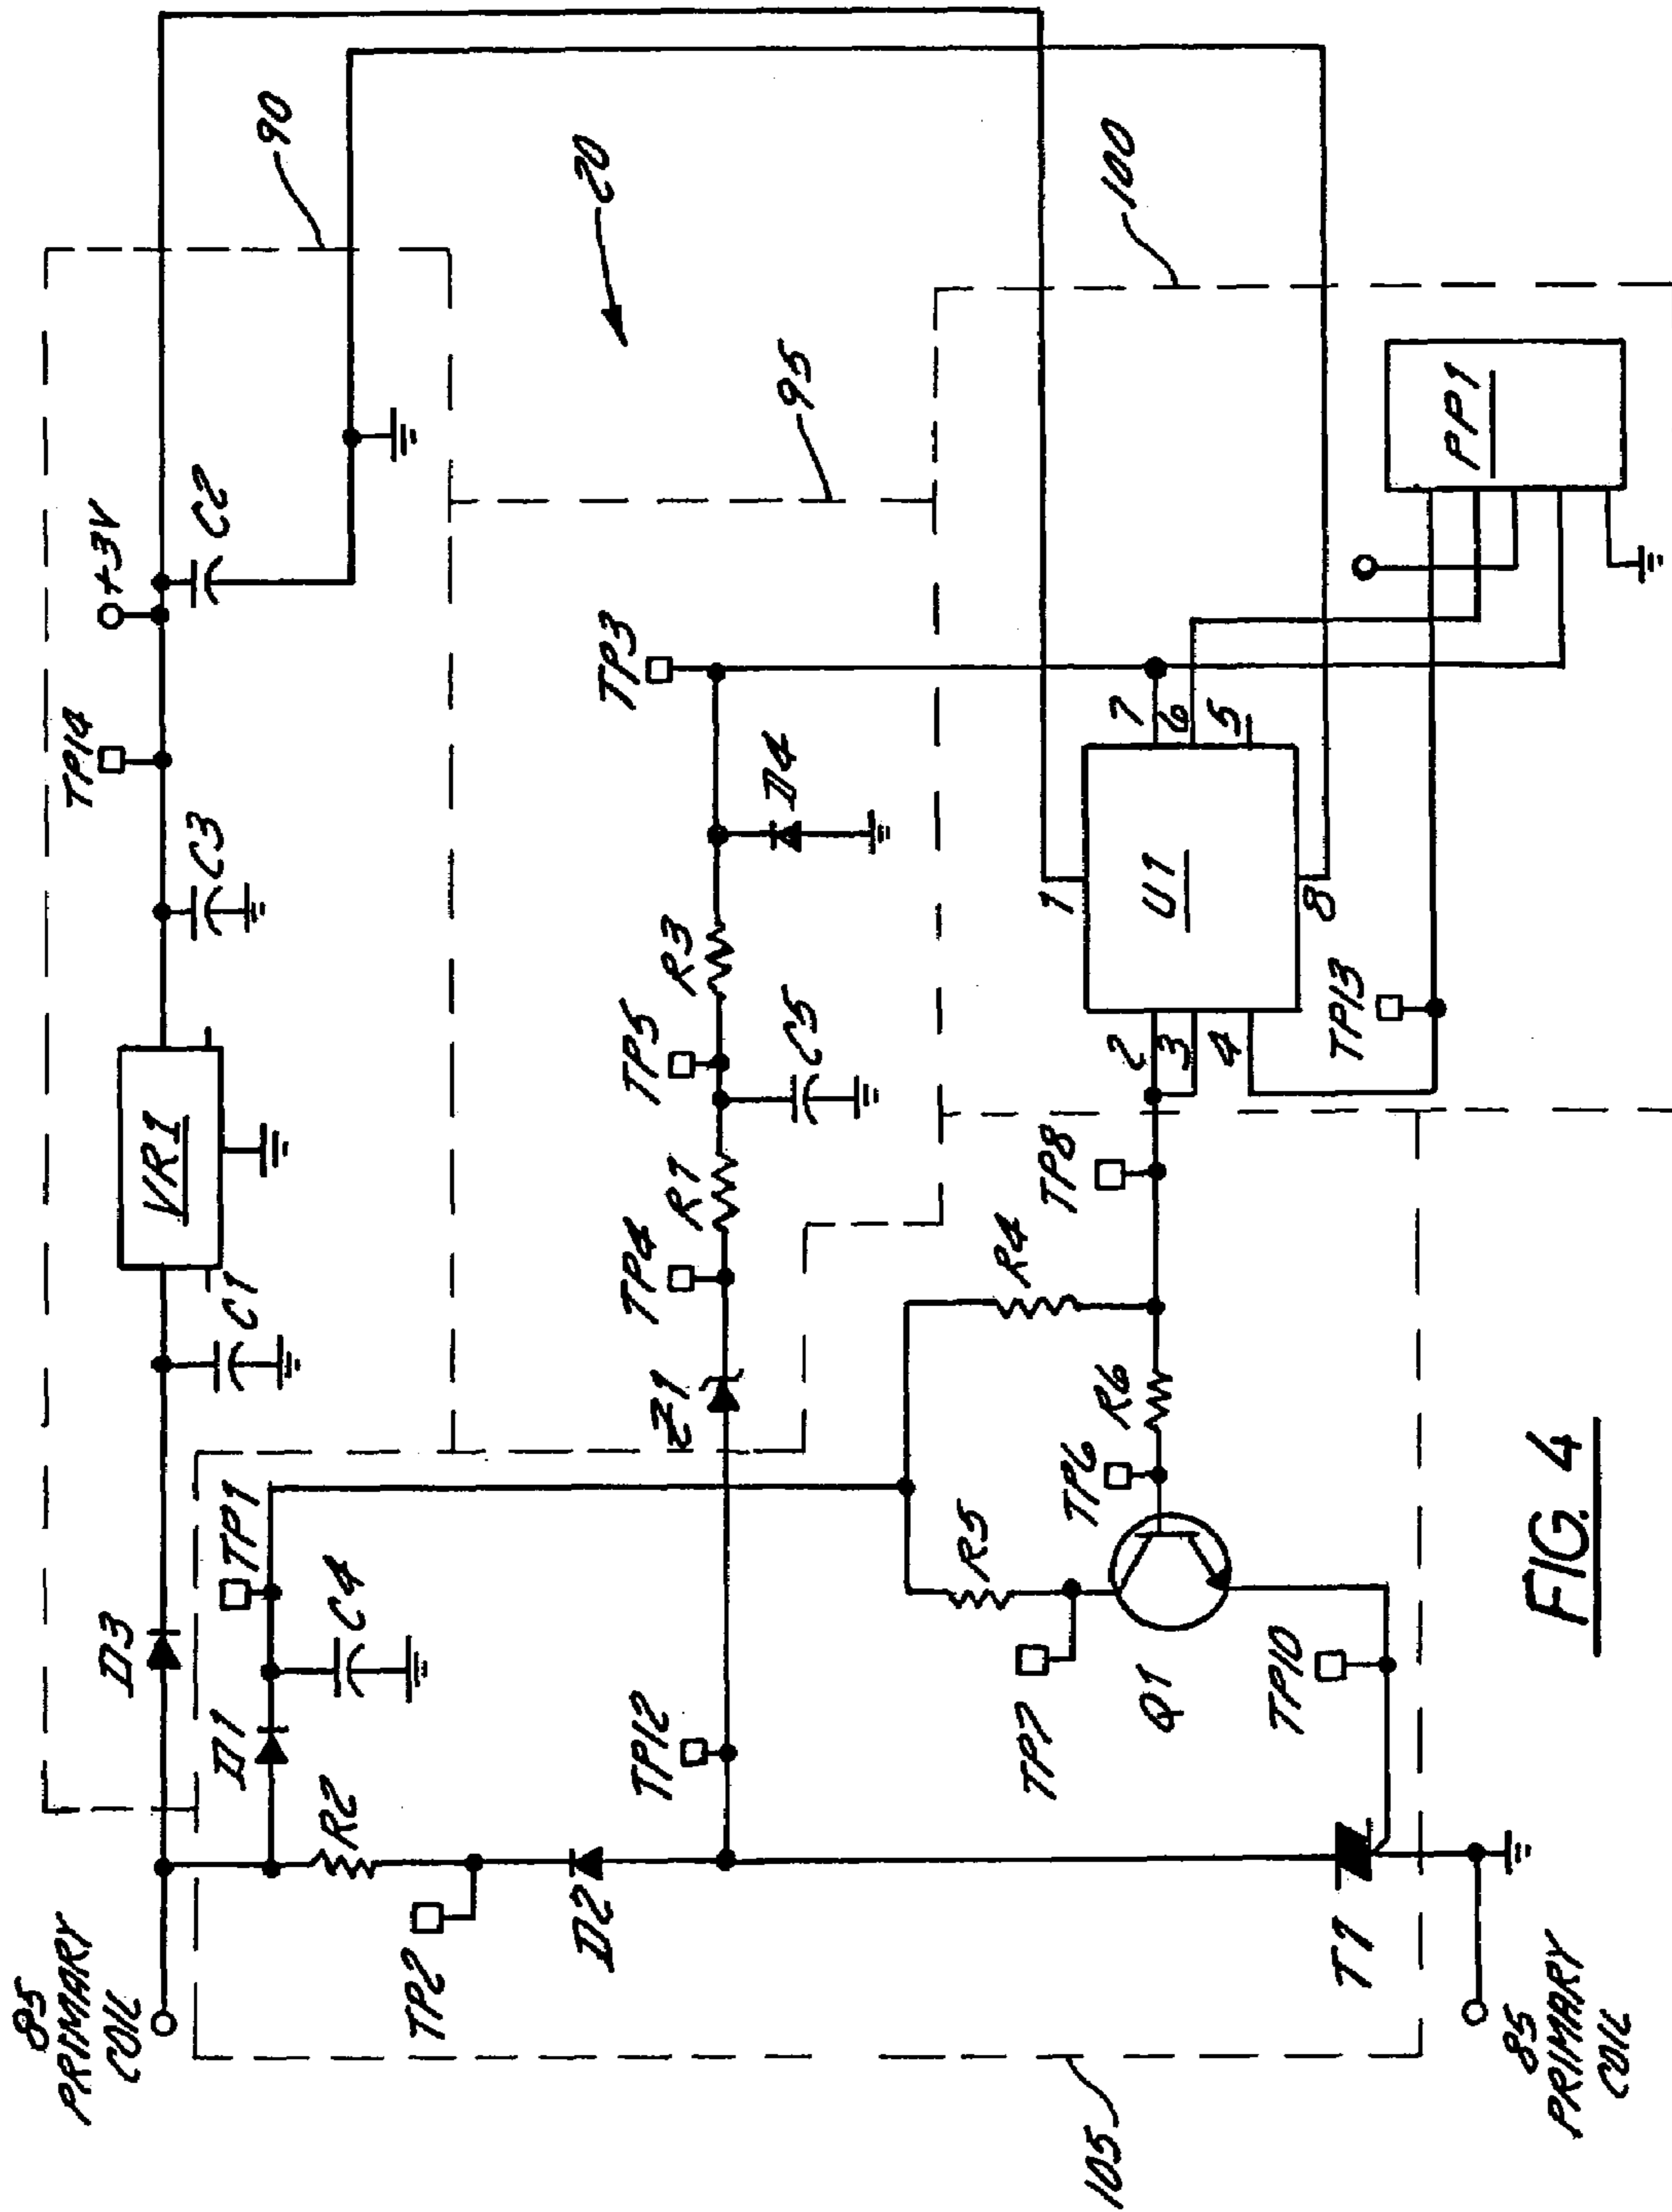 85
PRIMARY
COIL
D3
C1
VR1
C3
TP14
+3V
C2
90
20
D1
TP1
C4
R2
TP2
D2
TP12
Z1
TP4
R1
TP5
C5
R3
D4
TP3
95
R5
TP7
Q1
TP6
R6
R4
TP8
TP10
T1
105
1
2
3
4
U1
7
6
5
8
TP13
PP1
100
85
PRIMARY
COIL
FIG. 4